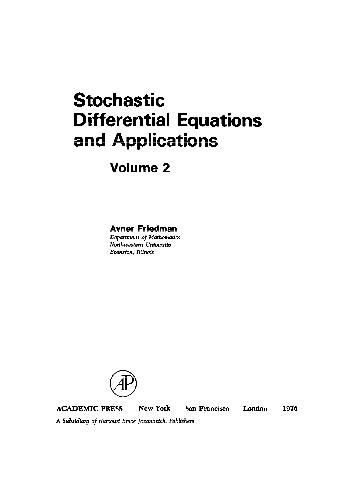 Stochastic
Differential Equations
and Applications
Volume 2
Avner Friedman
Department of Mathematics
Northwestern University
Evanston, Illinois
AP
ACADEMIC PRESS New York San Francisco London 1976
A Subsidiary of Harcourt Brace Jovanovich, Publishers